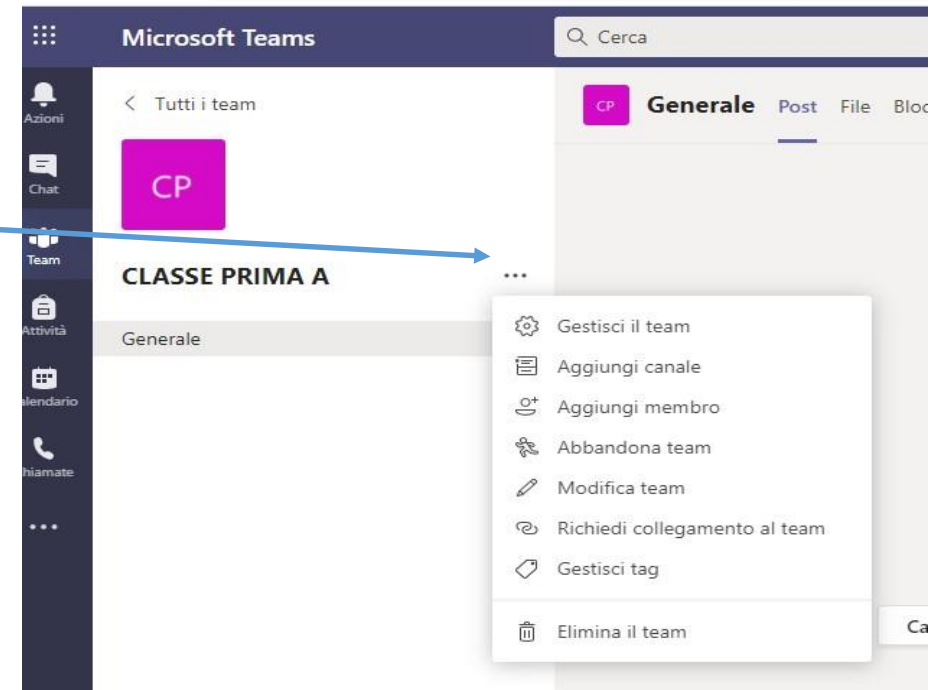 Microsoft Teams
Cerca
Azioni
Chat
Team
Attività
alendario
hiamate
Tutti i team
CP
CLASSE PRIMA A
Generale
CP
Generale Post File Bloc
Gestisci il team
Aggiungi canale
Aggiungi membro
Abbandona team
Modifica team
Richiedi collegamento al team
Gestisci tag
Elimina il team
Ca